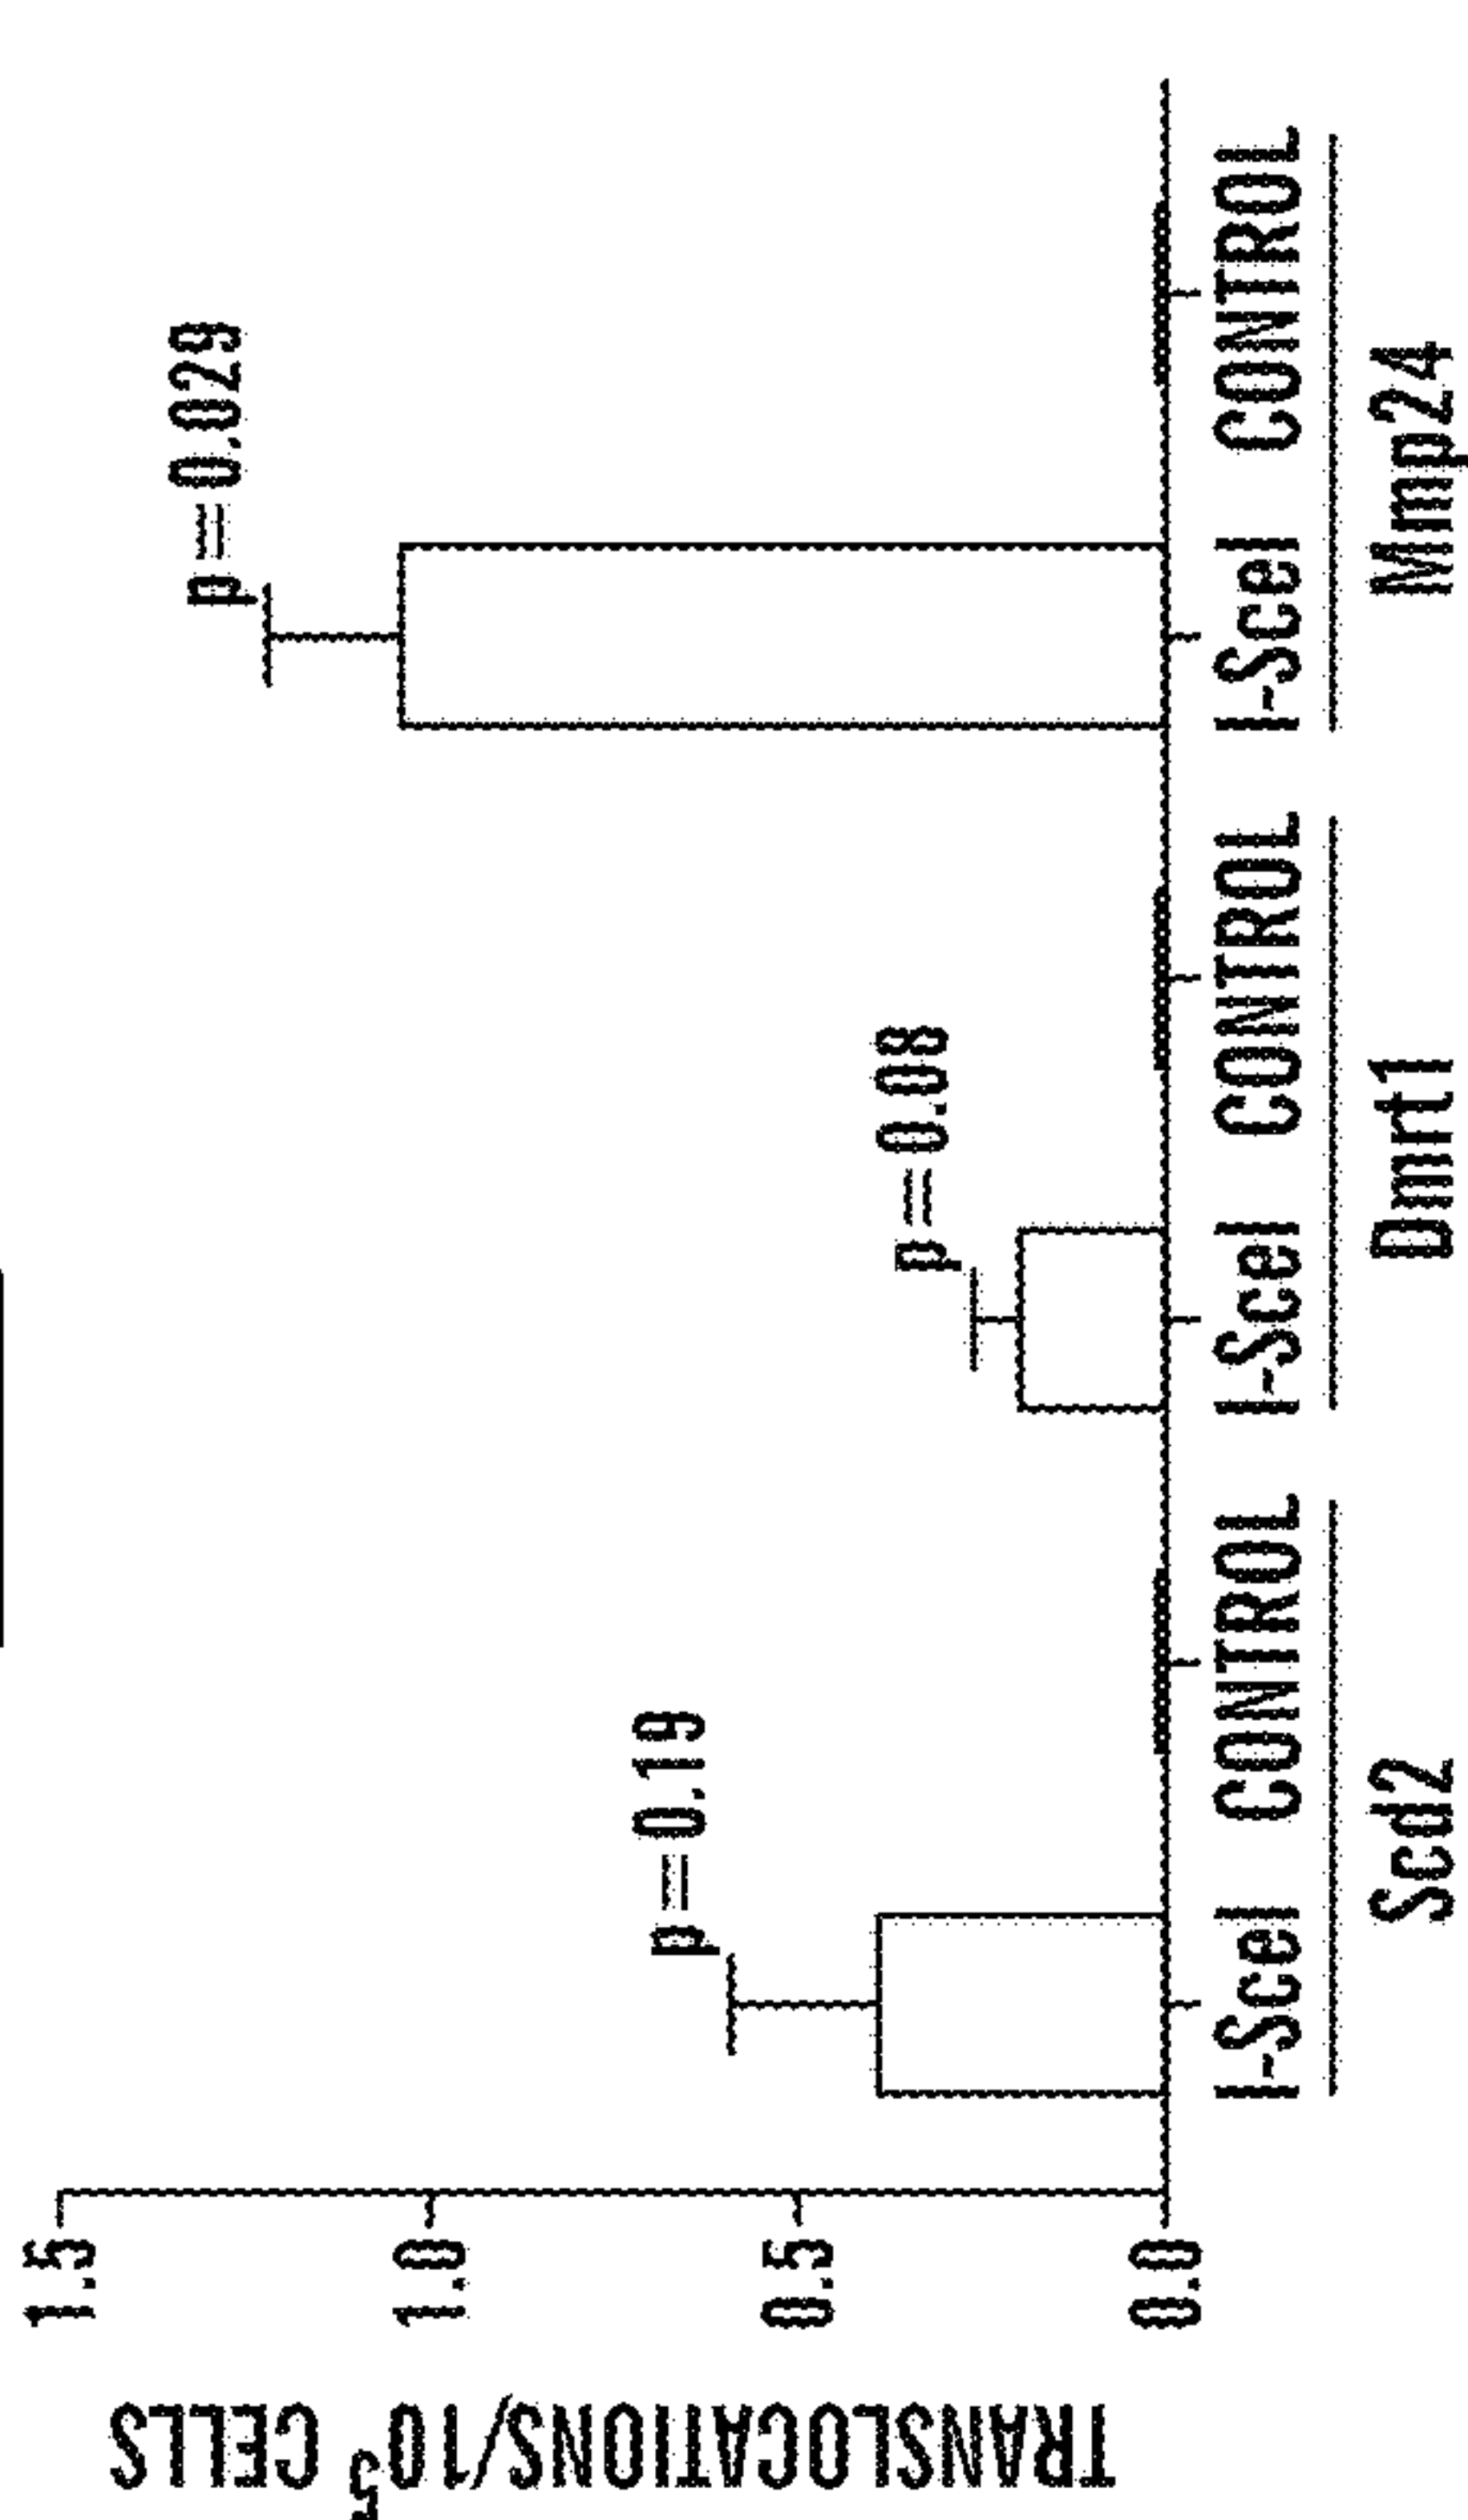 TRANSLOCATIONS/10⁵ CELLS
1.5
1.0
0.5
0.0
p=0.19
p=0.08
p=0.029
I-SceI CONTROL I-SceI CONTROL I-SceI CONTROL
Scd2 Dmrt1 Mmp24